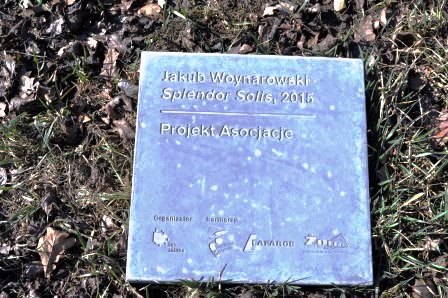 Jakub Woynarowski
Splendor Solis, 2015
Projekt Asocjacje
Organizator
Partnerzy
LAFARGE